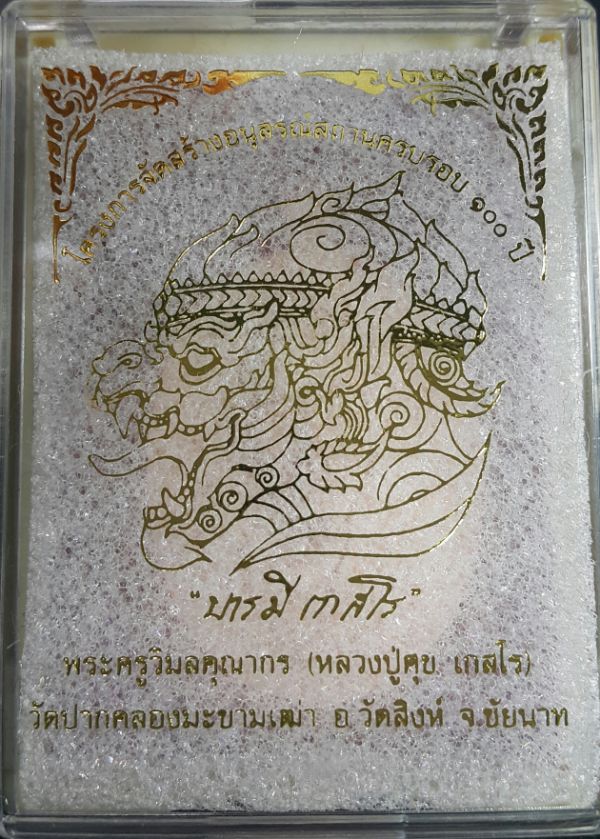 โครงการจัดสร้างอนุสรณ์สถานครบรอบ ๑๐๐ ปี
"บารมี เกสโร"
พระครูวิมลคุณากร (หลวงปู่ศุข เกสโร)
วัดปากคลองมะขามเฒ่า อ.วัดสิงห์ จ.ชัยนาท